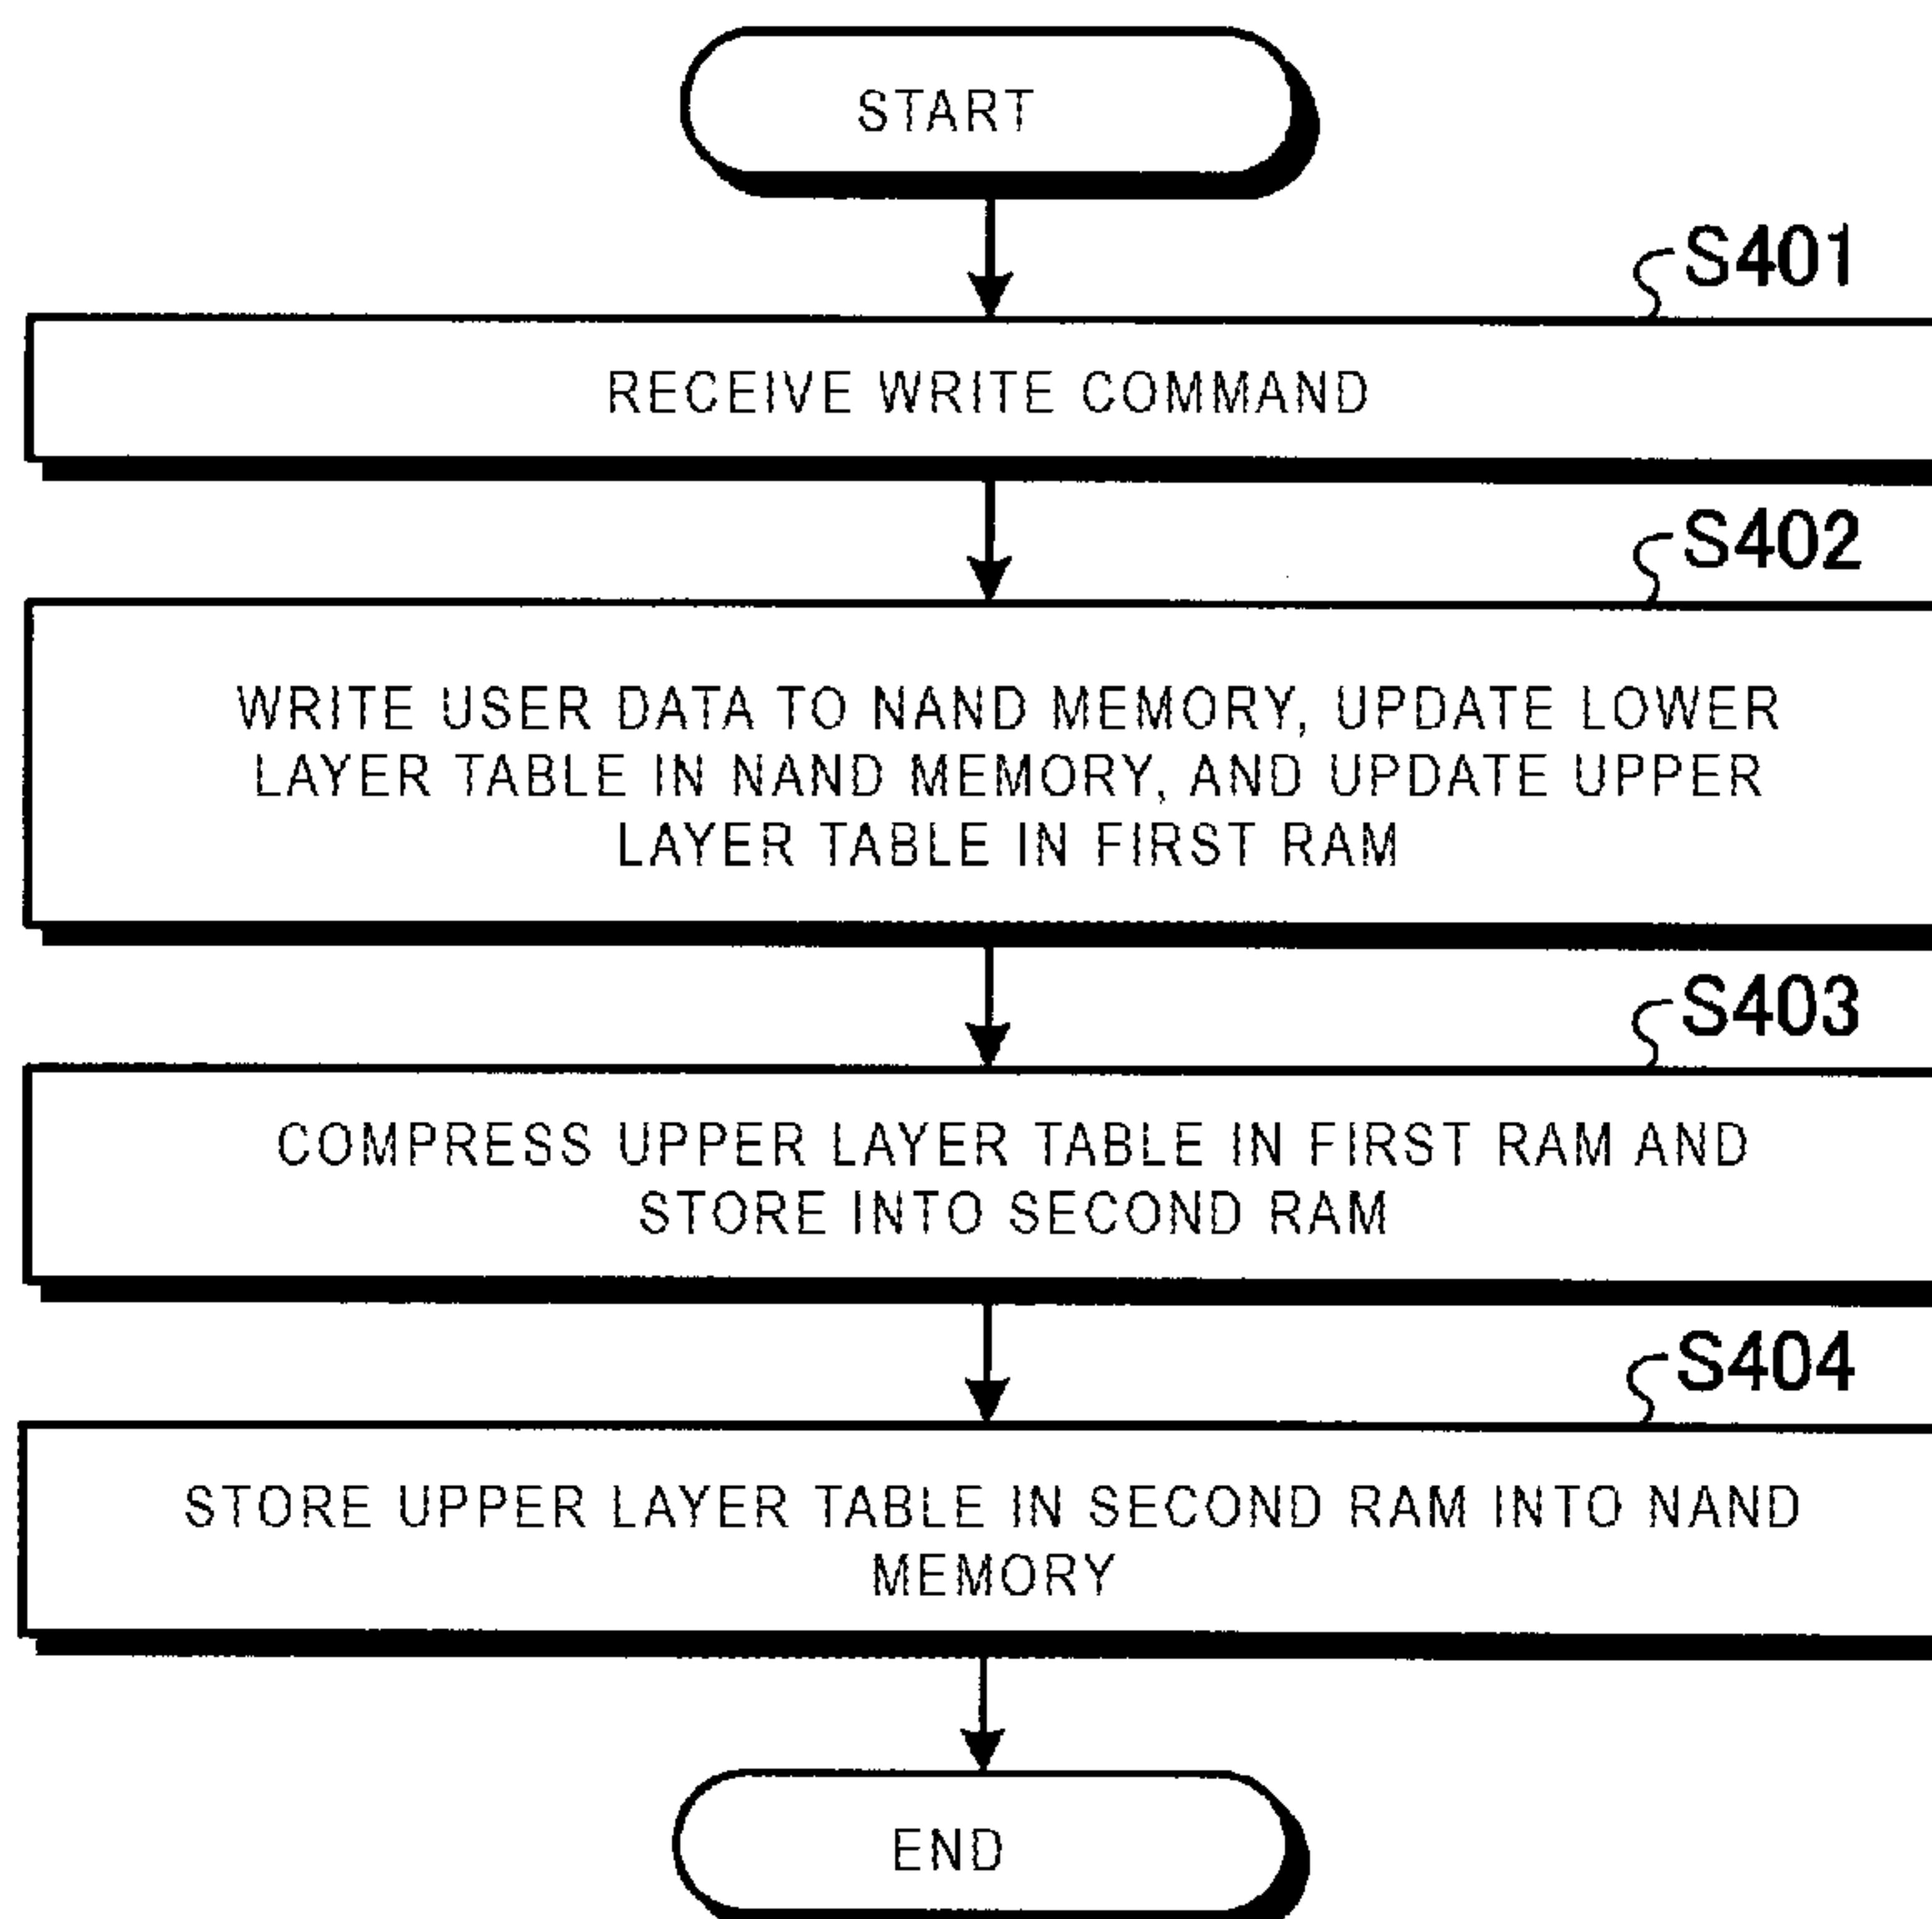 START
S401
RECEIVE WRITE COMMAND
S402
WRITE USER DATA TO NAND MEMORY, UPDATE LOWER
LAYER TABLE IN NAND MEMORY, AND UPDATE UPPER
LAYER TABLE IN FIRST RAM
S403
COMPRESS UPPER LAYER TABLE IN FIRST RAM AND
STORE INTO SECOND RAM
S404
STORE UPPER LAYER TABLE IN SECOND RAM INTO NAND
MEMORY
END